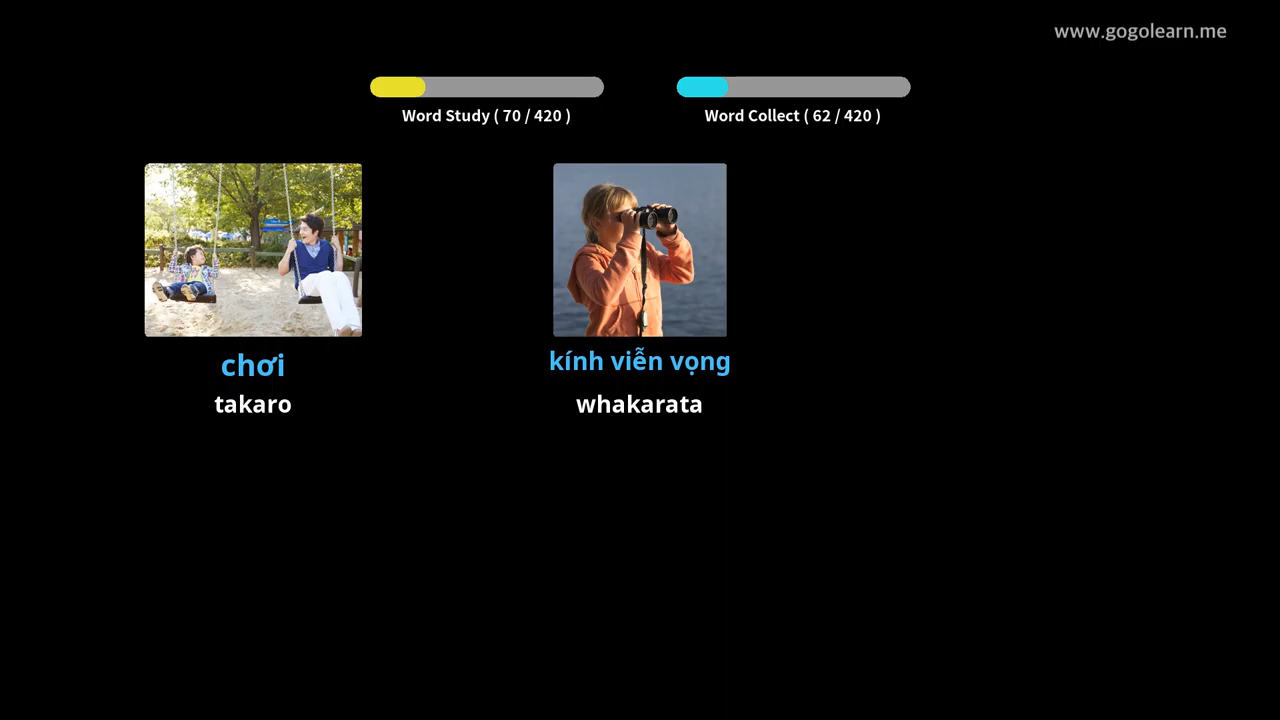 www.gogolearn.me
Word Study ( 70 / 420 )
Word Collect ( 62 / 420 )
chơi
takaro
kính viễn vọng
whakarata